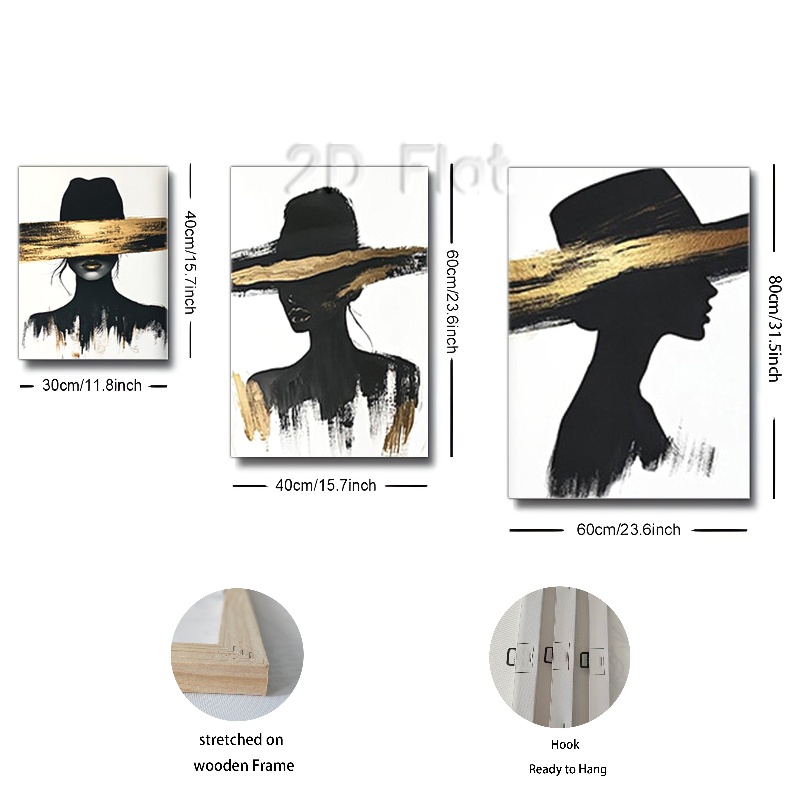 2D Flat
40cm/15.7inch
30cm/11.8inch
60cm/23.6inch
40cm/15.7inch
80cm/31.5inch
60cm/23.6inch
stretched on
wooden Frame
Hook
Ready to Hang